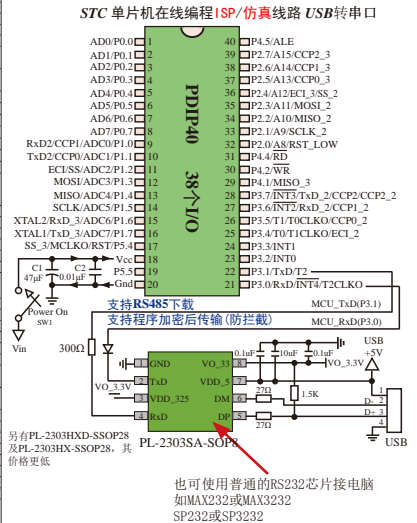 STC 单片机在线编程ISP/仿真线路 USB转串口
AD0/P0.0 1
40 P4.5/ALE
AD1/P0.1 2
39 P2.7/A15/CCP2_3
AD2/P0.2 3
38 P2.6/A14/CCP1_3
AD3/P0.3 4
37 P2.5/A13/CCP0_3
AD4/P0.4 5
36 P2.4/A12/ECI_3/SS_2
AD5/P0.5 6
35 P2.3/A11/MOSI_2
AD6/P0.6 7
34 P2.2/A10/MISO_2
AD7/P0.7 8
33 P2.1/A9/SCLK_2
RxD2/CCP1/ADC0/P1.0 9
32 P2.0/A8/RST_LOW
TxD2/CCP0/ADC1/P1.1 10
31 P4.4/RD
ECI/SS/ADC2/P1.2 11
30 P4.2/WR
MOSI/ADC3/P1.3 12
29 P4.1/MISO_3
MISO/ADC4/P1.4 13
28 P3.7/INT3/TxD_2/CCP2/CCP2_2
SCLK/ADC5/P1.5 14
27 P3.6/INT2/RxD_2/CCP1_2
XTAL2/RxD_3/ADC6/P1.6 15
26 P3.5/T1/T0CLKO/CCP0_2
XTAL1/TxD_3/ADC7/P1.7 16
25 P3.4/T0/T1CLKO/ECI_2
SS_3/MCLKO/RST/P5.4 17
24 P3.3/INT1
Vcc 18
23 P3.2/INT0
P5.5 19
22 P3.1/TxD/T2
Gnd 20
21 P3.0/RxD/INT4/T2CLKO
PDIP40
38个I/O
C1
47μF
C2
0.01μF
Power On
SW1
Vin
支持RS485下载
支持程序加密后传输(防拦截)
MCU_TxD(P3.1)
MCU_RxD(P3.0)
300Ω
VO_3.3V
1 GND
VO_33 8
2 TxD
VDD_5 7
3 VDD_325
DM 6
4 RxD
DP 5
PL-2303SA-SOP8
0.1uF
10uF
0.1uF
VO_3.3V
USB
+5V
27Ω
1.5K
27Ω
1
D- 2
D+ 3
4
USB
另有PL-2303HXD-SSOP28
及PL-2303HX-SSOP28，其
价格更低
也可使用普通的RS232芯片接电脑
如MAX232或MAX3232
SP232或SP3232